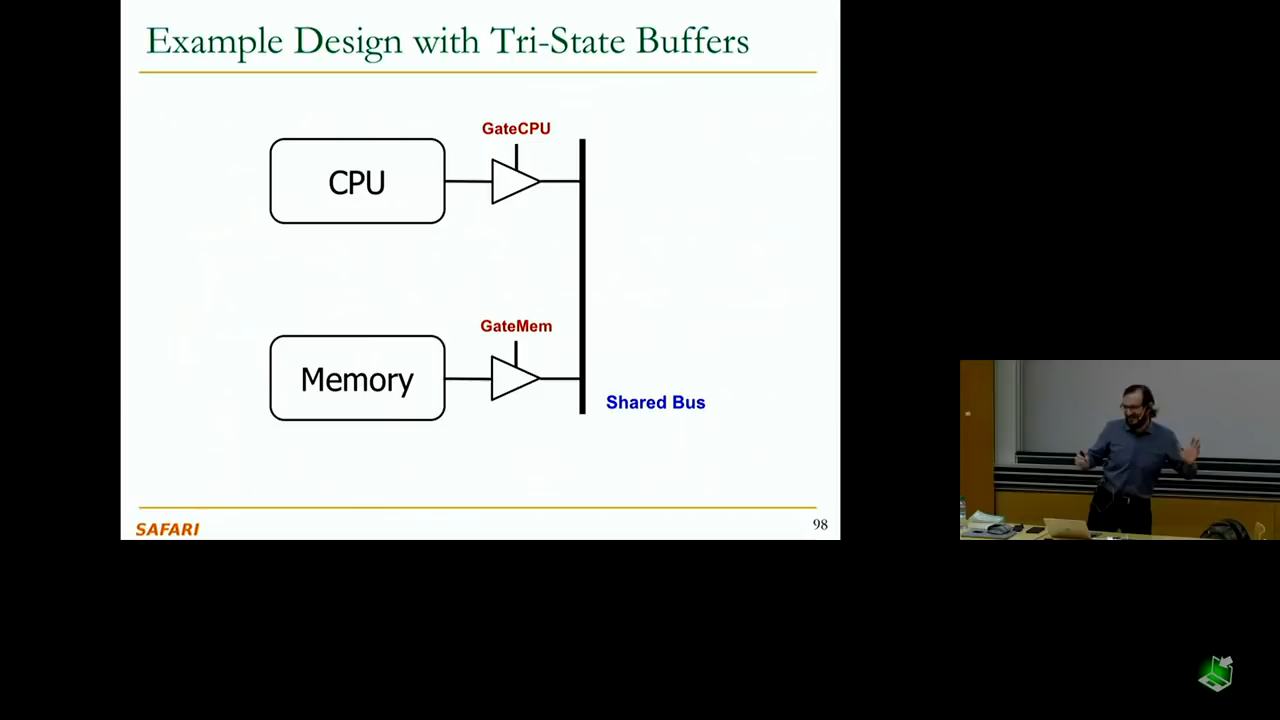 Example Design with Tri-State Buffers
GateCPU
CPU
GateMem
Memory
Shared Bus
SAFARI
98